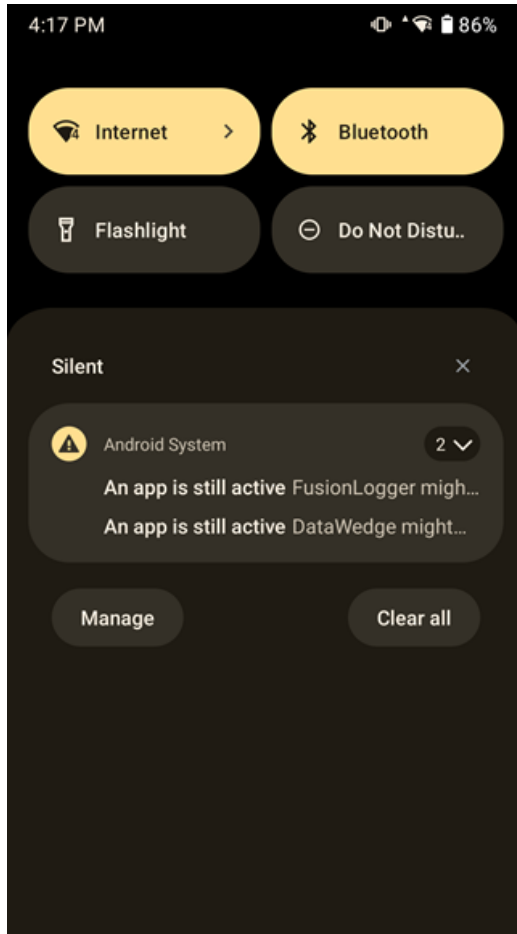 4:17 PM 86%
Internet Bluetooth
Flashlight Do Not Distu..
Silent
Android System 2
An app is still active FusionLogger migh...
An app is still active DataWedge might...
Manage Clear all